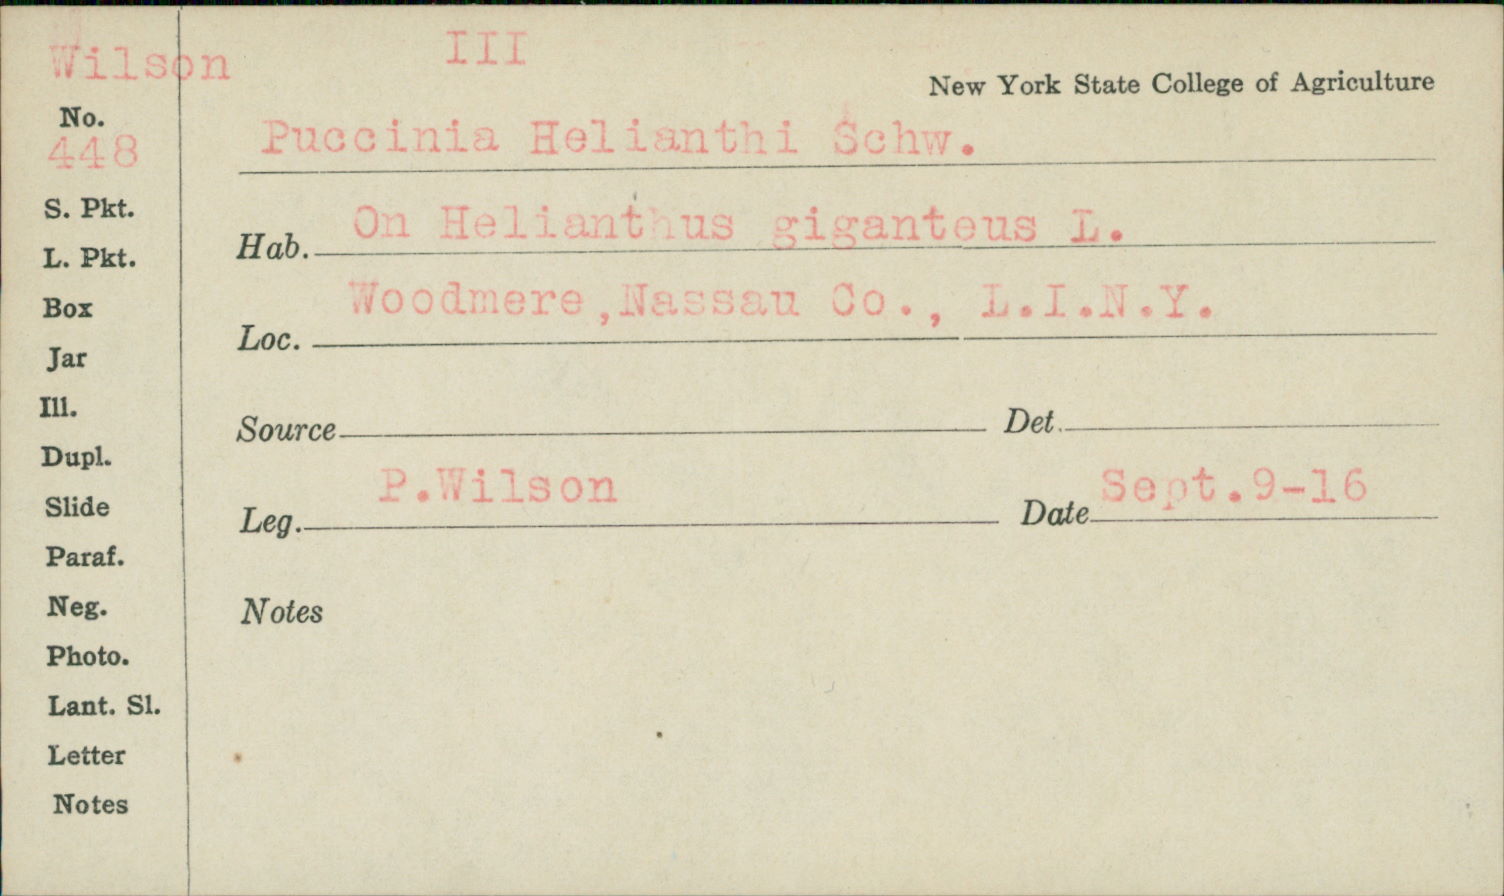 Wilson III
New York State College of Agriculture
No.
448
Puccinia Helianthi Schw.
S. Pkt.
Hab. On Helianthus giganteus L.
L. Pkt.
Box
Loc. Woodmere,Nassau Co., L.I.N.Y.
Jar
Ill.
Source Det.
Dupl.
Slide
Leg. P.Wilson Date Sept.9-16
Paraf.
Neg.
Notes
Photo.
Lant. Sl.
Letter
Notes